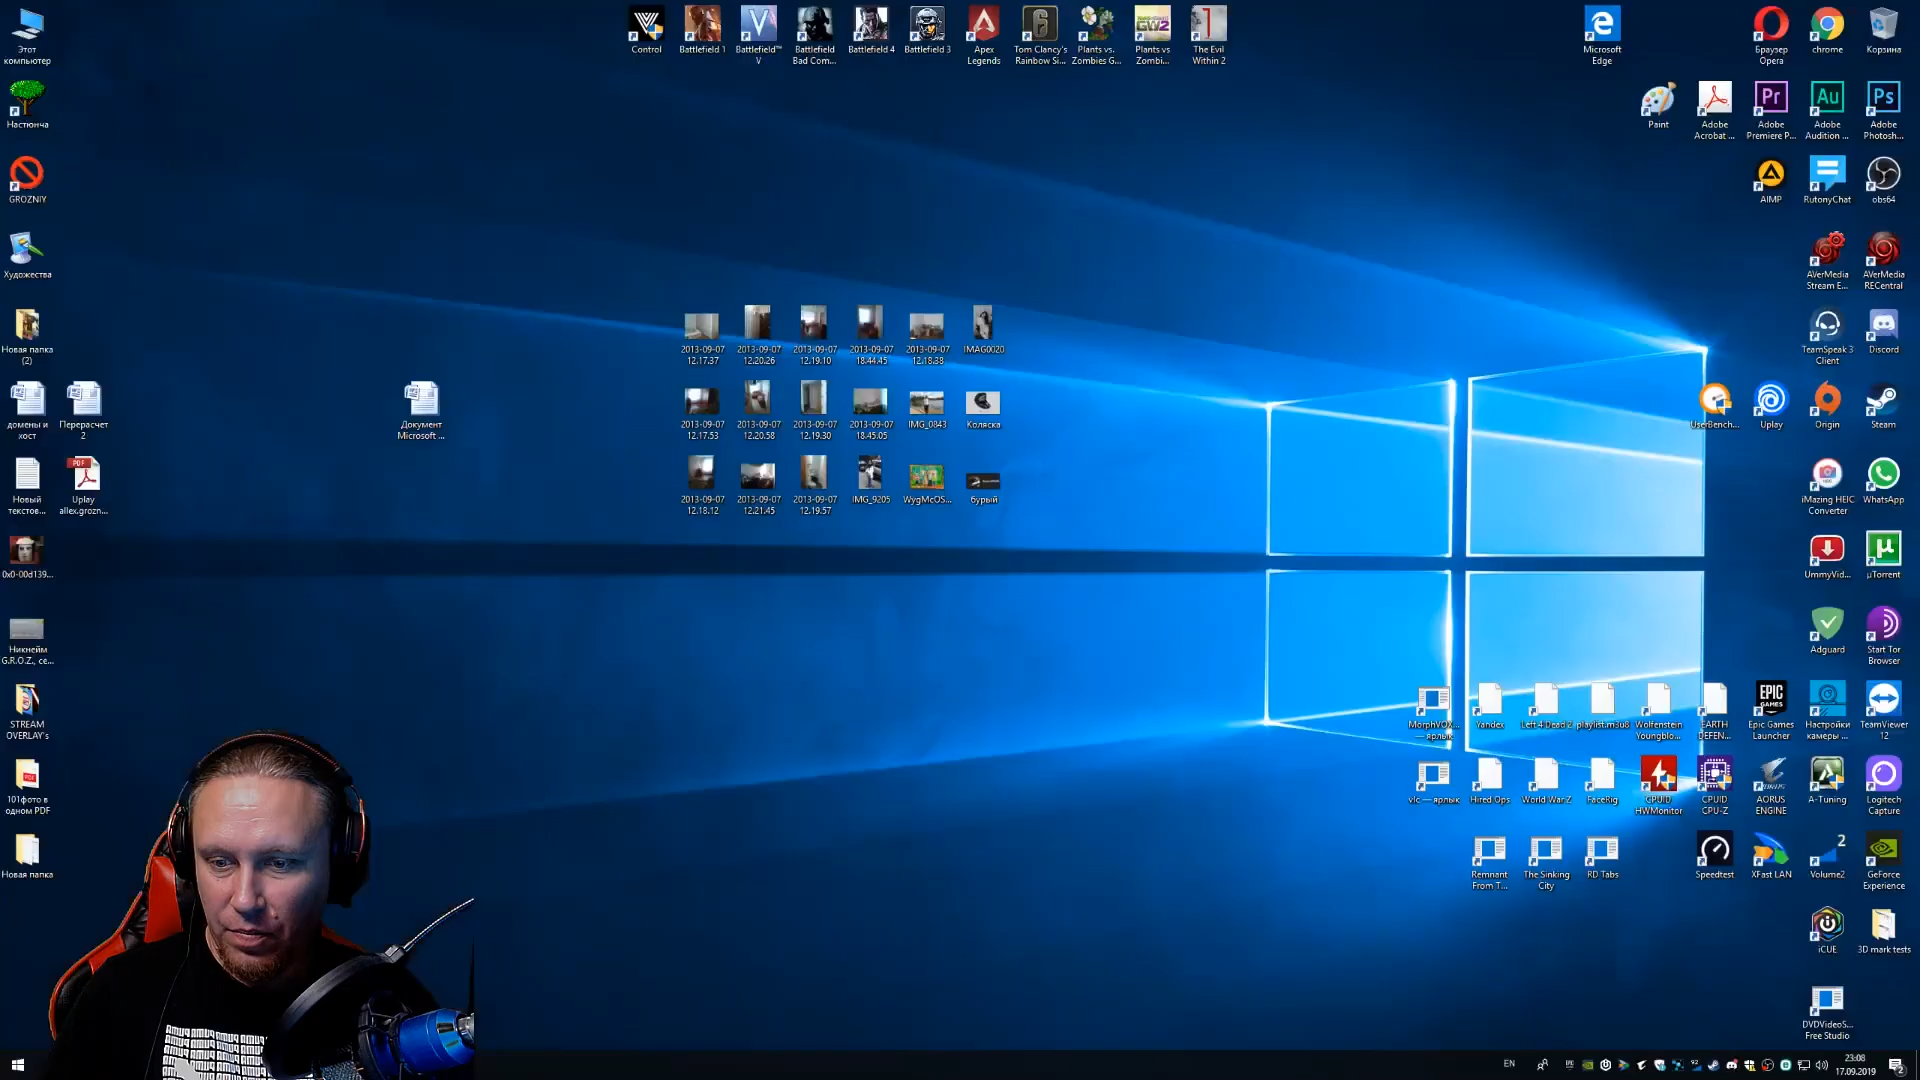 Этот
компьютер
Control
Battlefield 1
Battlefield™
V
Battlefield
Bad Com...
Battlefield 4
Battlefield 3
Apex
Legends
Tom Clancy's
Rainbow Si...
Plants vs.
Zombies G...
Plants vs
Zombi...
The Evil
Within 2
Microsoft
Edge
Браузер
Opera
chrome
Корзина
Настюнча
Paint
Adobe
Acrobat ...
Adobe
Premiere P...
Adobe
Audition ...
Adobe
Photosh...
GROZNIY
AIMP
RutonyChat
obs64
Художества
AVerMedia
Stream E...
AVerMedia
RECentral
Новая папка
(2)
2013-09-07
12.17.37
2013-09-07
12.20.26
2013-09-07
12.19.10
2013-09-07
18.44.45
2013-09-07
12.18.38
IMAG0020
TeamSpeak 3
Client
Discord
домены и
хост
Перерасчет
2
Документ
Microsoft ...
2013-09-07
12.17.53
2013-09-07
12.20.58
2013-09-07
12.19.30
2013-09-07
18.45.05
IMG_0843
Коляска
UserBench...
Uplay
Origin
Steam
Новый
текстов...
Uplay
allex.grozn...
2013-09-07
12.18.12
2013-09-07
12.21.45
2013-09-07
12.19.57
IMG_9205
WygMcOS...
бурый
iMazing HEIC
Converter
WhatsApp
0x0-00d139...
UmmyVid...
µTorrent
Никнейм
G.R.O.Z., се...
Adguard
Start Tor
Browser
STREAM
OVERLAY's
MorphVOX...
— ярлык
Yandex
Left 4 Dead 2
playlist.m3u8
Wolfenstein
Youngblo...
EARTH
DEFEN...
Epic Games
Launcher
Настройки
камеры ...
TeamViewer
12
101фото в
одном PDF
vlc — ярлык
Hired Ops
World War Z
FaceRig
CPUID
HWMonitor
CPUID
CPU-Z
AORUS
ENGINE
A-Tuning
Logitech
Capture
Новая папка
Remnant
From T...
The Sinking
City
RD Tabs
Speedtest
XFast LAN
Volume2
GeForce
Experience
iCUE
3D mark tests
DVDVideoS...
Free Studio
EN
23:08
17.09.2019